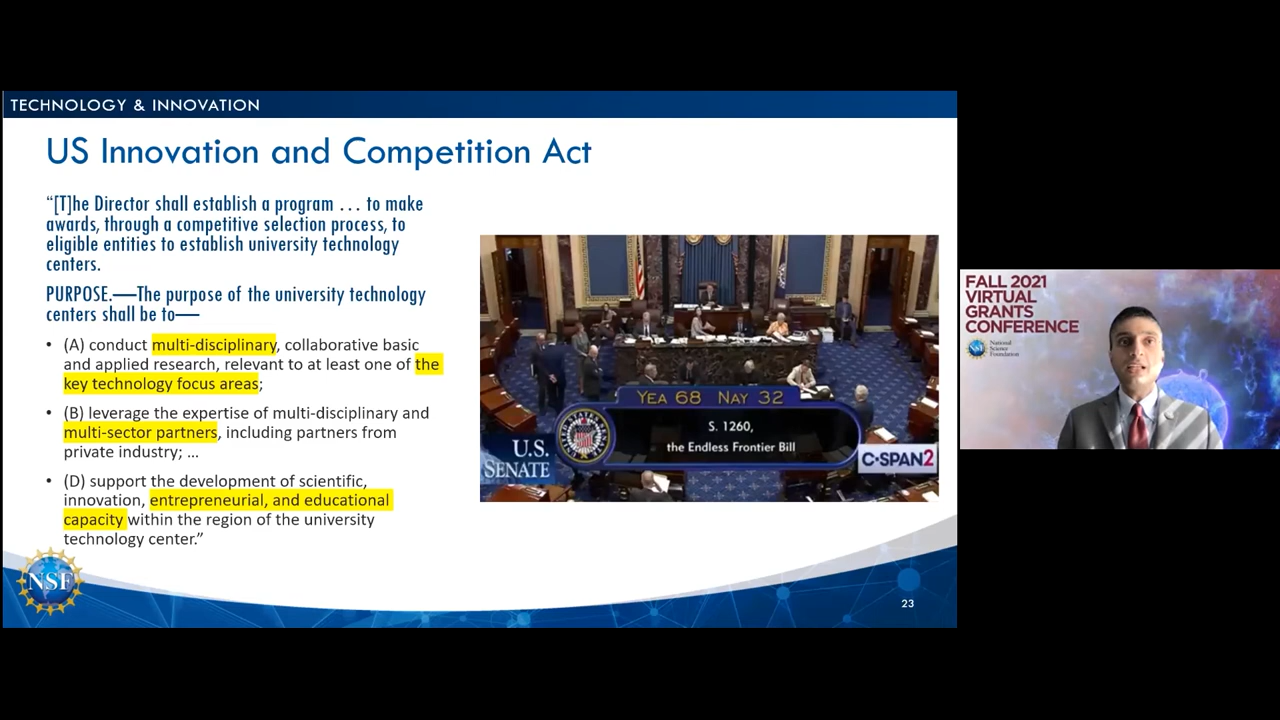 TECHNOLOGY & INNOVATION
US Innovation and Competition Act
“[T]he Director shall establish a program … to make
awards, through a competitive selection process, to
eligible entities to establish university technology
centers.
PURPOSE.—The purpose of the university technology
centers shall be to—
• (A) conduct multi-disciplinary, collaborative basic
and applied research, relevant to at least one of the
key technology focus areas;
• (B) leverage the expertise of multi-disciplinary and
multi-sector partners, including partners from
private industry; ...
• (D) support the development of scientific,
innovation, entrepreneurial, and educational
capacity within the region of the university
technology center.”
YEA 68 NAY 32
S. 1260,
the Endless Frontier Bill
U.S.
SENATE
C-SPAN2
NSF
23
FALL 2021
VIRTUAL
GRANTS
CONFERENCE
NSF
National
Science
Foundation